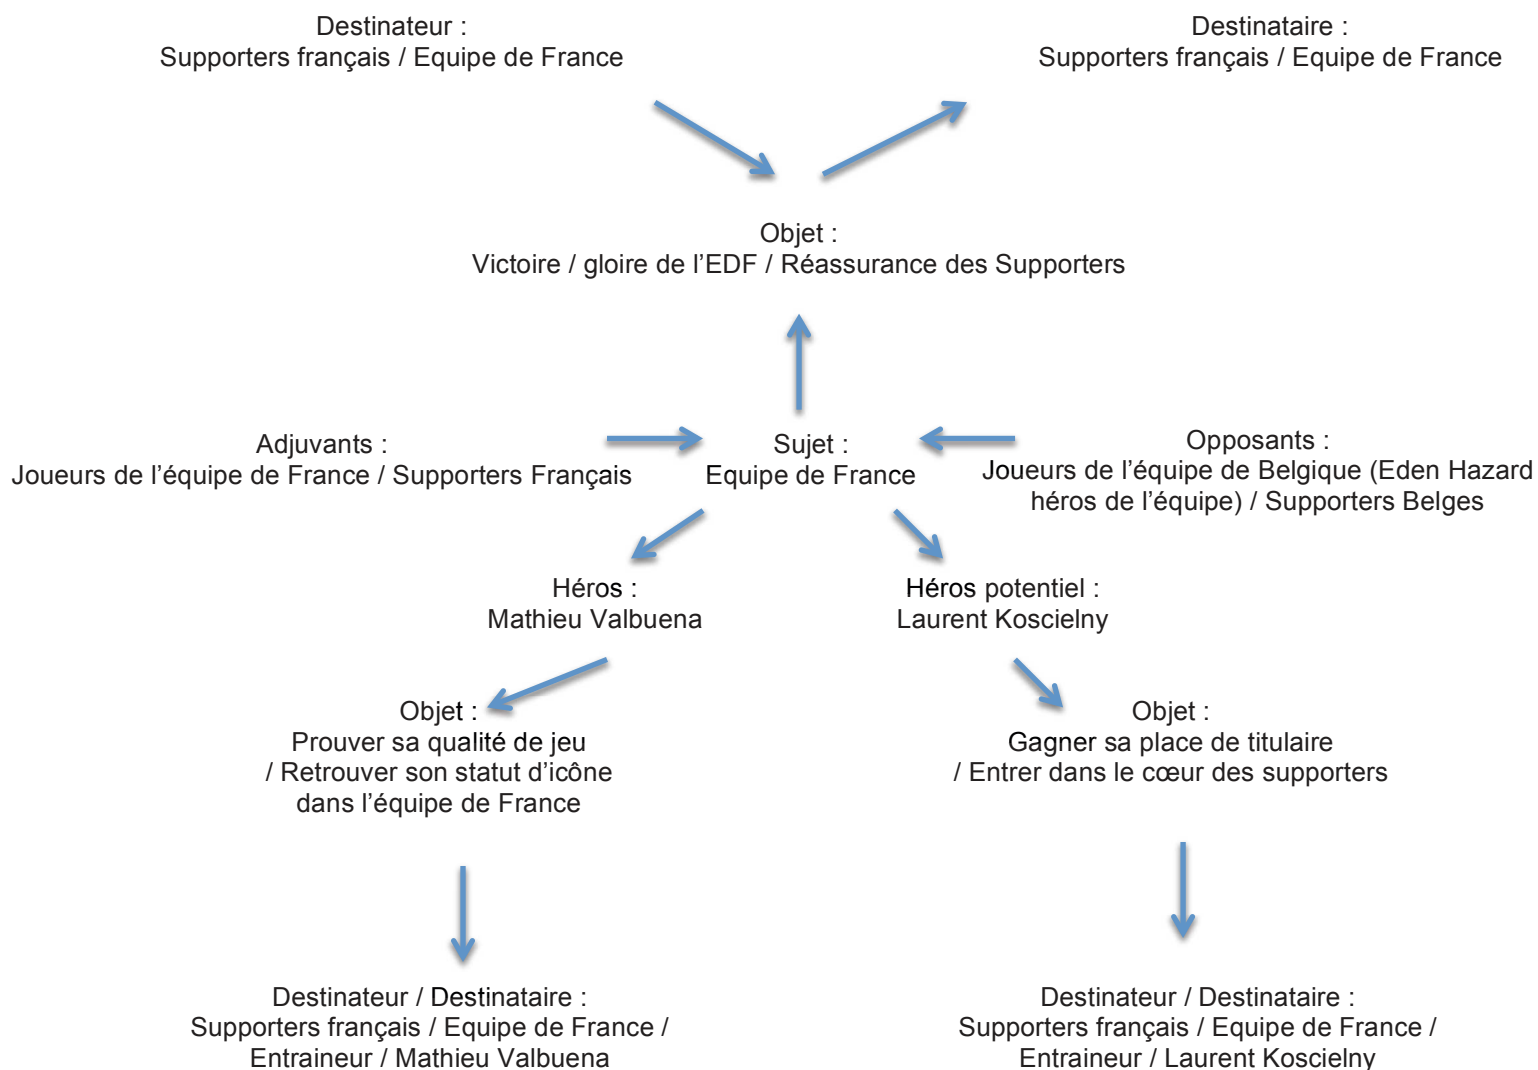 Destinateur :
Supporters français / Equipe de France
Destinataire :
Supporters français / Equipe de France
Objet :
Victoire / gloire de l’EDF / Réassurance des Supporters
Adjuvants :
Joueurs de l’équipe de France / Supporters Français
Sujet :
Equipe de France
Opposants :
Joueurs de l’équipe de Belgique (Eden Hazard
héros de l’équipe) / Supporters Belges
Héros :
Mathieu Valbuena
Héros potentiel :
Laurent Koscielny
Objet :
Prouver sa qualité de jeu
/ Retrouver son statut d’icône
dans l’équipe de France
Objet :
Gagner sa place de titulaire
/ Entrer dans le cœur des supporters
Destinateur / Destinataire :
Supporters français / Equipe de France /
Entraineur / Mathieu Valbuena
Destinateur / Destinataire :
Supporters français / Equipe de France /
Entraineur / Laurent Koscielny